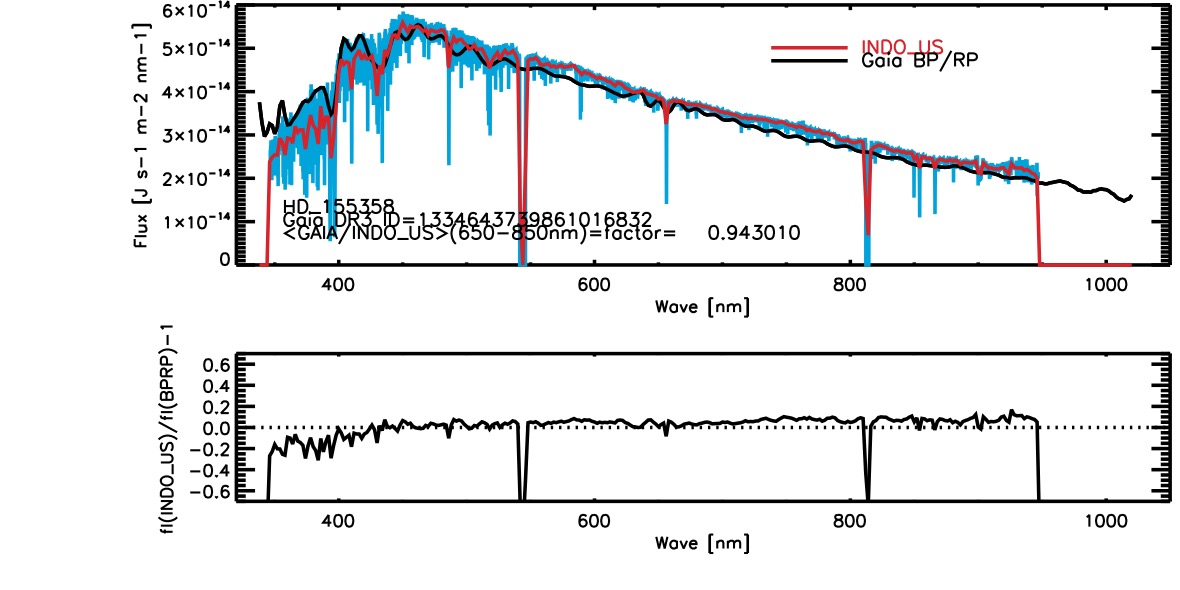 6×10−14
5×10−14
4×10−14
3×10−14
2×10−14
1×10−14
0
Flux [J s−1 m−2 nm−1]
INDO_US
Gaia BP/RP
HD_155358
Gaia DR3 ID=1334643739861016832
<GAIA/INDO_US>(650−850nm)=factor= 0.943010
400 600 800 1000
Wave [nm]
fl(INDO_US)/fl(BPRP)−1
0.6
0.4
0.2
0.0
−0.2
−0.4
−0.6
400 600 800 1000
Wave [nm]